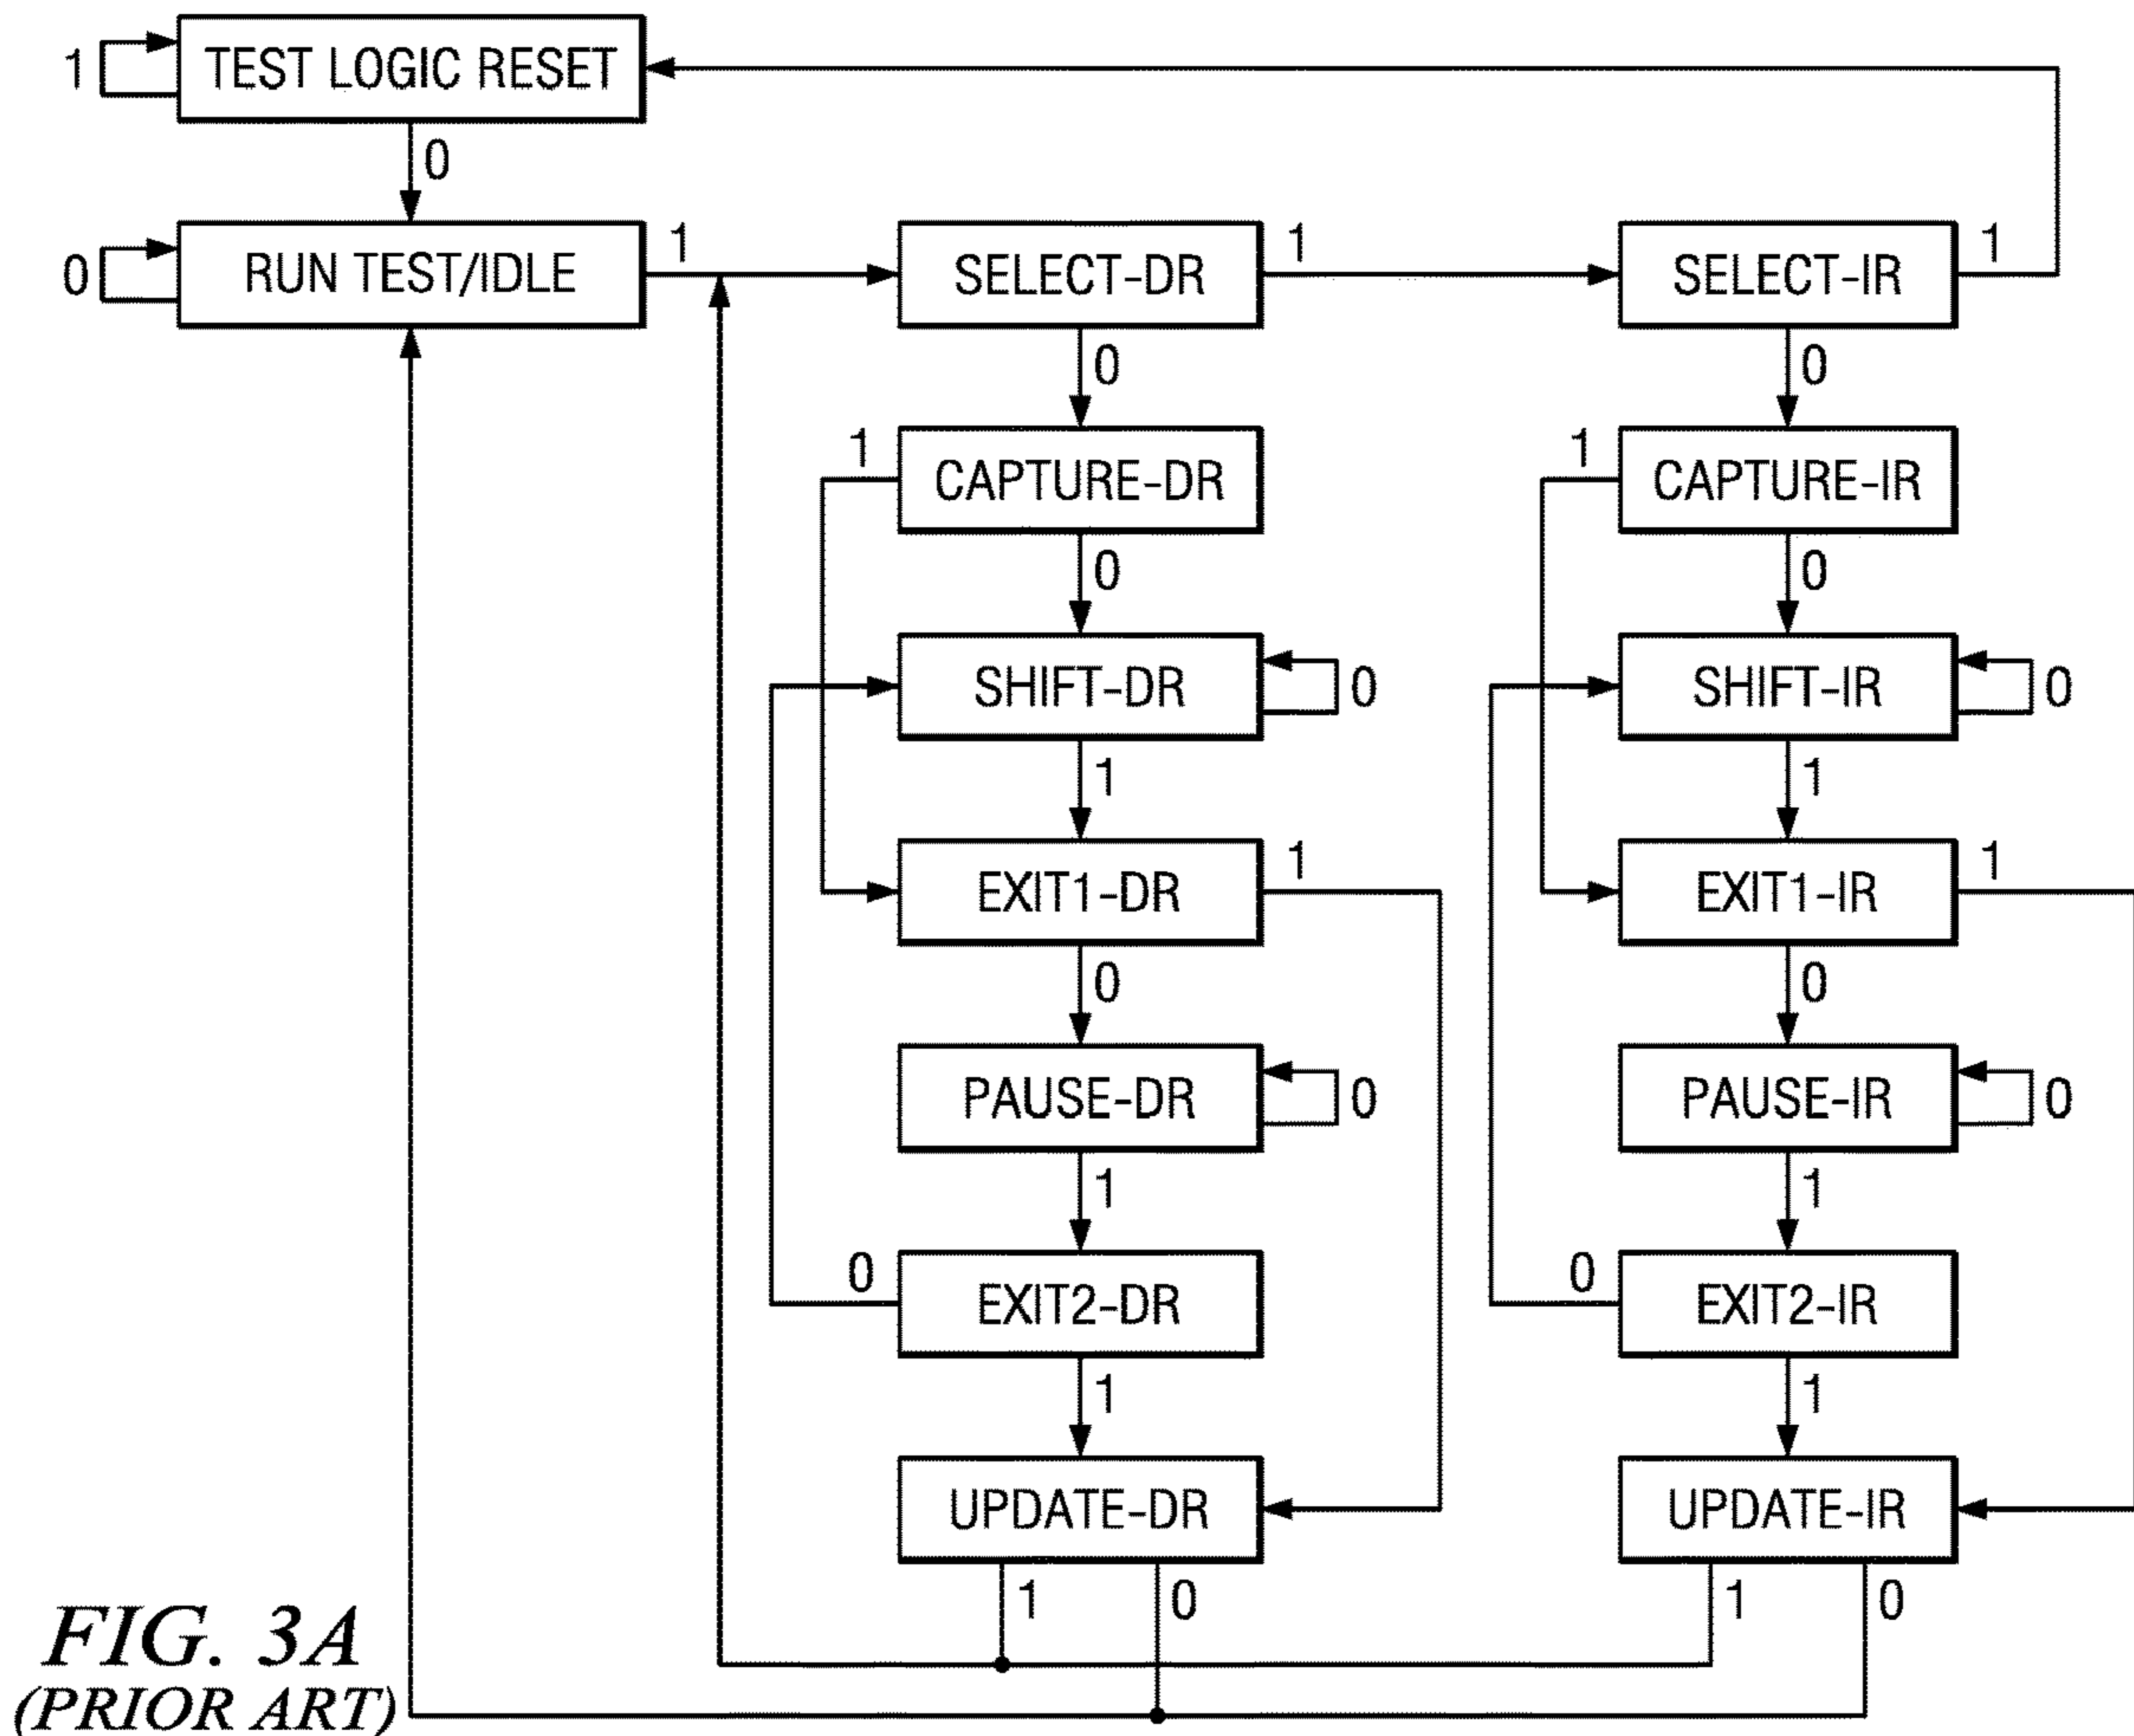 1
TEST LOGIC RESET
0
0
RUN TEST/IDLE
1
SELECT-DR
1
SELECT-IR
1
0
0
1
CAPTURE-DR
1
CAPTURE-IR
0
0
SHIFT-DR
0
SHIFT-IR
0
1
1
EXIT1-DR
1
EXIT1-IR
1
0
0
PAUSE-DR
0
PAUSE-IR
0
1
1
0
EXIT2-DR
0
EXIT2-IR
1
1
UPDATE-DR
UPDATE-IR
1
0
1
0
FIG. 3A
(PRIOR ART)